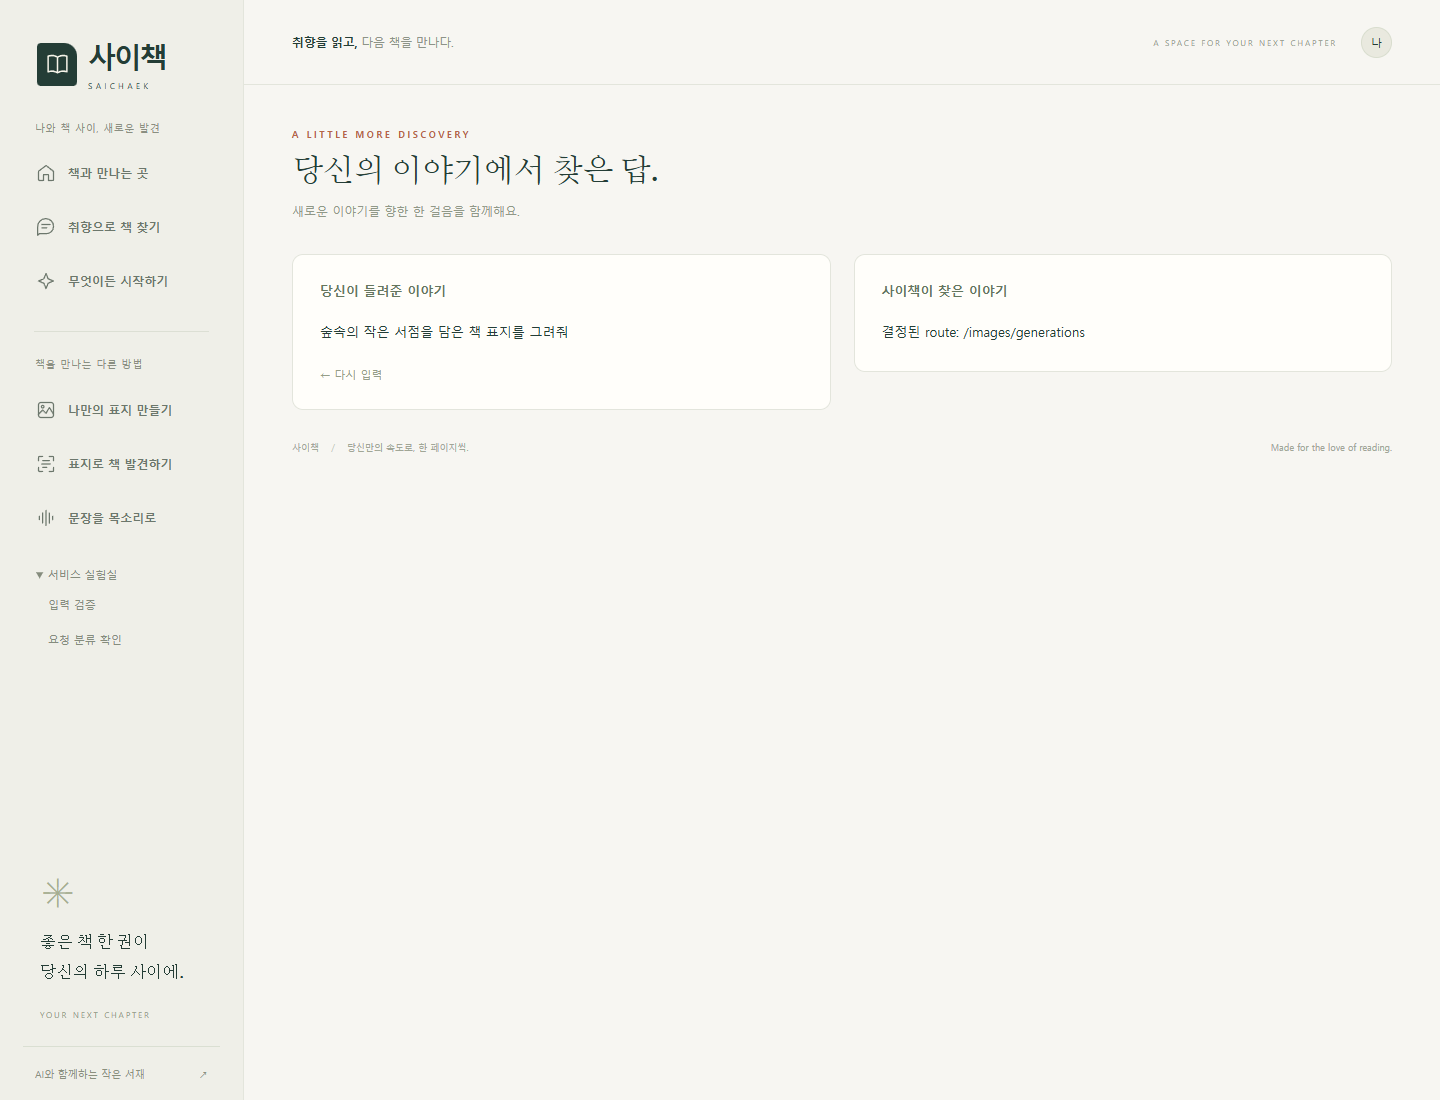 사이책
SAICHAEK
나와 책 사이, 새로운 발견
책과 만나는 곳
취향으로 책 찾기
무엇이든 시작하기
책을 만나는 다른 방법
나만의 표지 만들기
표지로 책 발견하기
문장을 목소리로
▼ 서비스 실험실
입력 검증
요청 분류 확인
좋은 책 한 권이
당신의 하루 사이에.
YOUR NEXT CHAPTER
AI와 함께하는 작은 서재 ↗
취향을 읽고, 다음 책을 만나다.
A SPACE FOR YOUR NEXT CHAPTER
나
A LITTLE MORE DISCOVERY
당신의 이야기에서 찾은 답.
새로운 이야기를 향한 한 걸음을 함께해요.
당신이 들려준 이야기
숲속의 작은 서점을 담은 책 표지를 그려줘
← 다시 입력
사이책이 찾은 이야기
결정된 route: /images/generations
사이책 / 당신만의 속도로, 한 페이지씩.
Made for the love of reading.